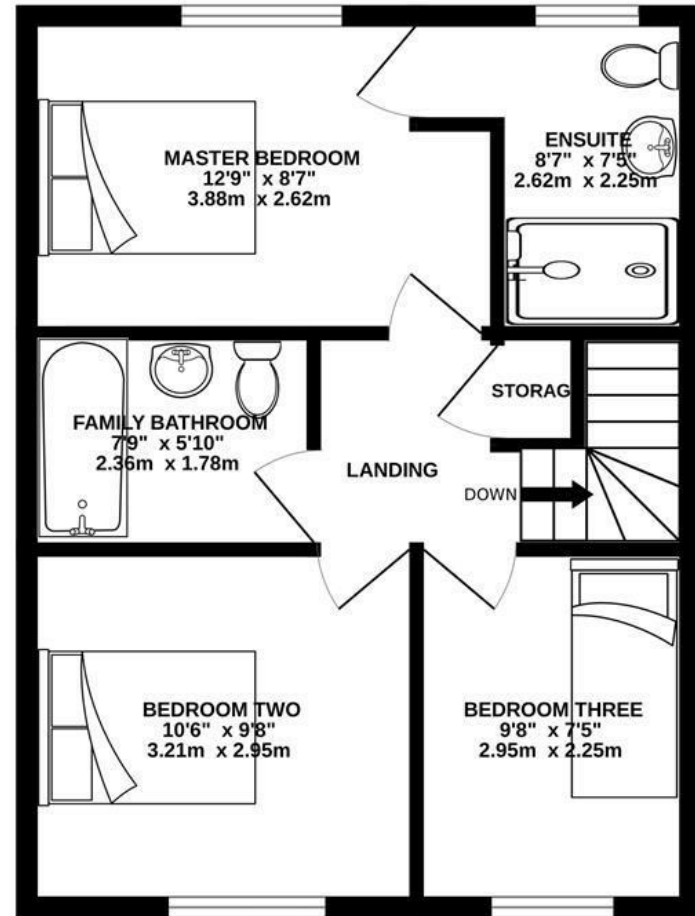 MASTER BEDROOM
12'9" x 8'7"
3.88m x 2.62m
ENSUITE
8'7" x 7'5"
2.62m x 2.25m
FAMILY BATHROOM
7'9" x 5'10"
2.36m x 1.78m
STORAG
LANDING
DOWN
BEDROOM TWO
10'6" x 9'8"
3.21m x 2.95m
BEDROOM THREE
9'8" x 7'5"
2.95m x 2.25m